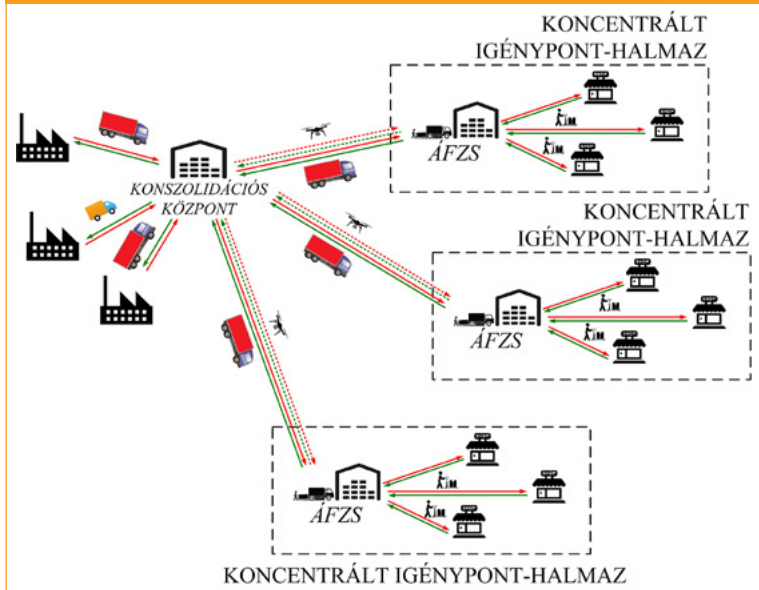 KONCENTRÁLT
IGÉNYPONT-HALMAZ
ÁFZS
KONSZOLIDÁCIÓS
KÖZPONT
KONCENTRÁLT
IGÉNYPONT-HALMAZ
ÁFZS
ÁFZS
KONCENTRÁLT IGÉNYPONT-HALMAZ